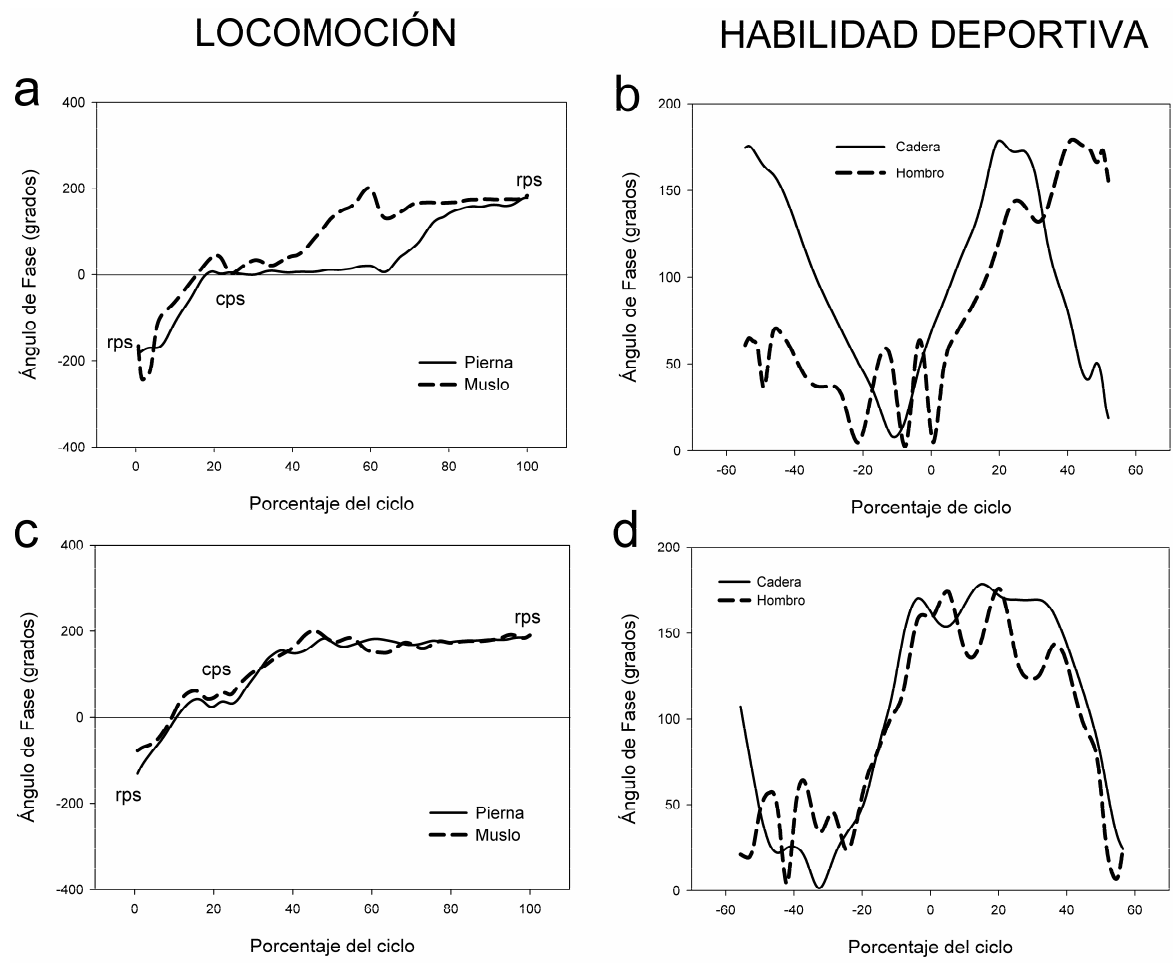 LOCOMOCIÓN
HABILIDAD DEPORTIVA
a
400
200
0
-200
-400
Ángulo de Fase (grados)
rps
cps
rps
Pierna
Muslo
0 20 40 60 80 100
Porcentaje del ciclo
b
200
150
100
50
0
Ángulo de Fase (grados)
Cadera
Hombro
-60 -40 -20 0 20 40 60
Porcentaje de ciclo
c
400
200
0
-200
-400
Ángulo de Fase (grados)
rps
cps
rps
Pierna
Muslo
0 20 40 60 80 100
Porcentaje del ciclo
d
200
150
100
50
0
Ángulo de Fase (grados)
Cadera
Hombro
-60 -40 -20 0 20 40 60
Porcentaje del ciclo